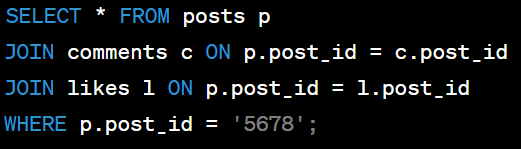 SELECT * FROM posts p
JOIN comments c ON p.post_id = c.post_id
JOIN likes l ON p.post_id = l.post_id
WHERE p.post_id = '5678';